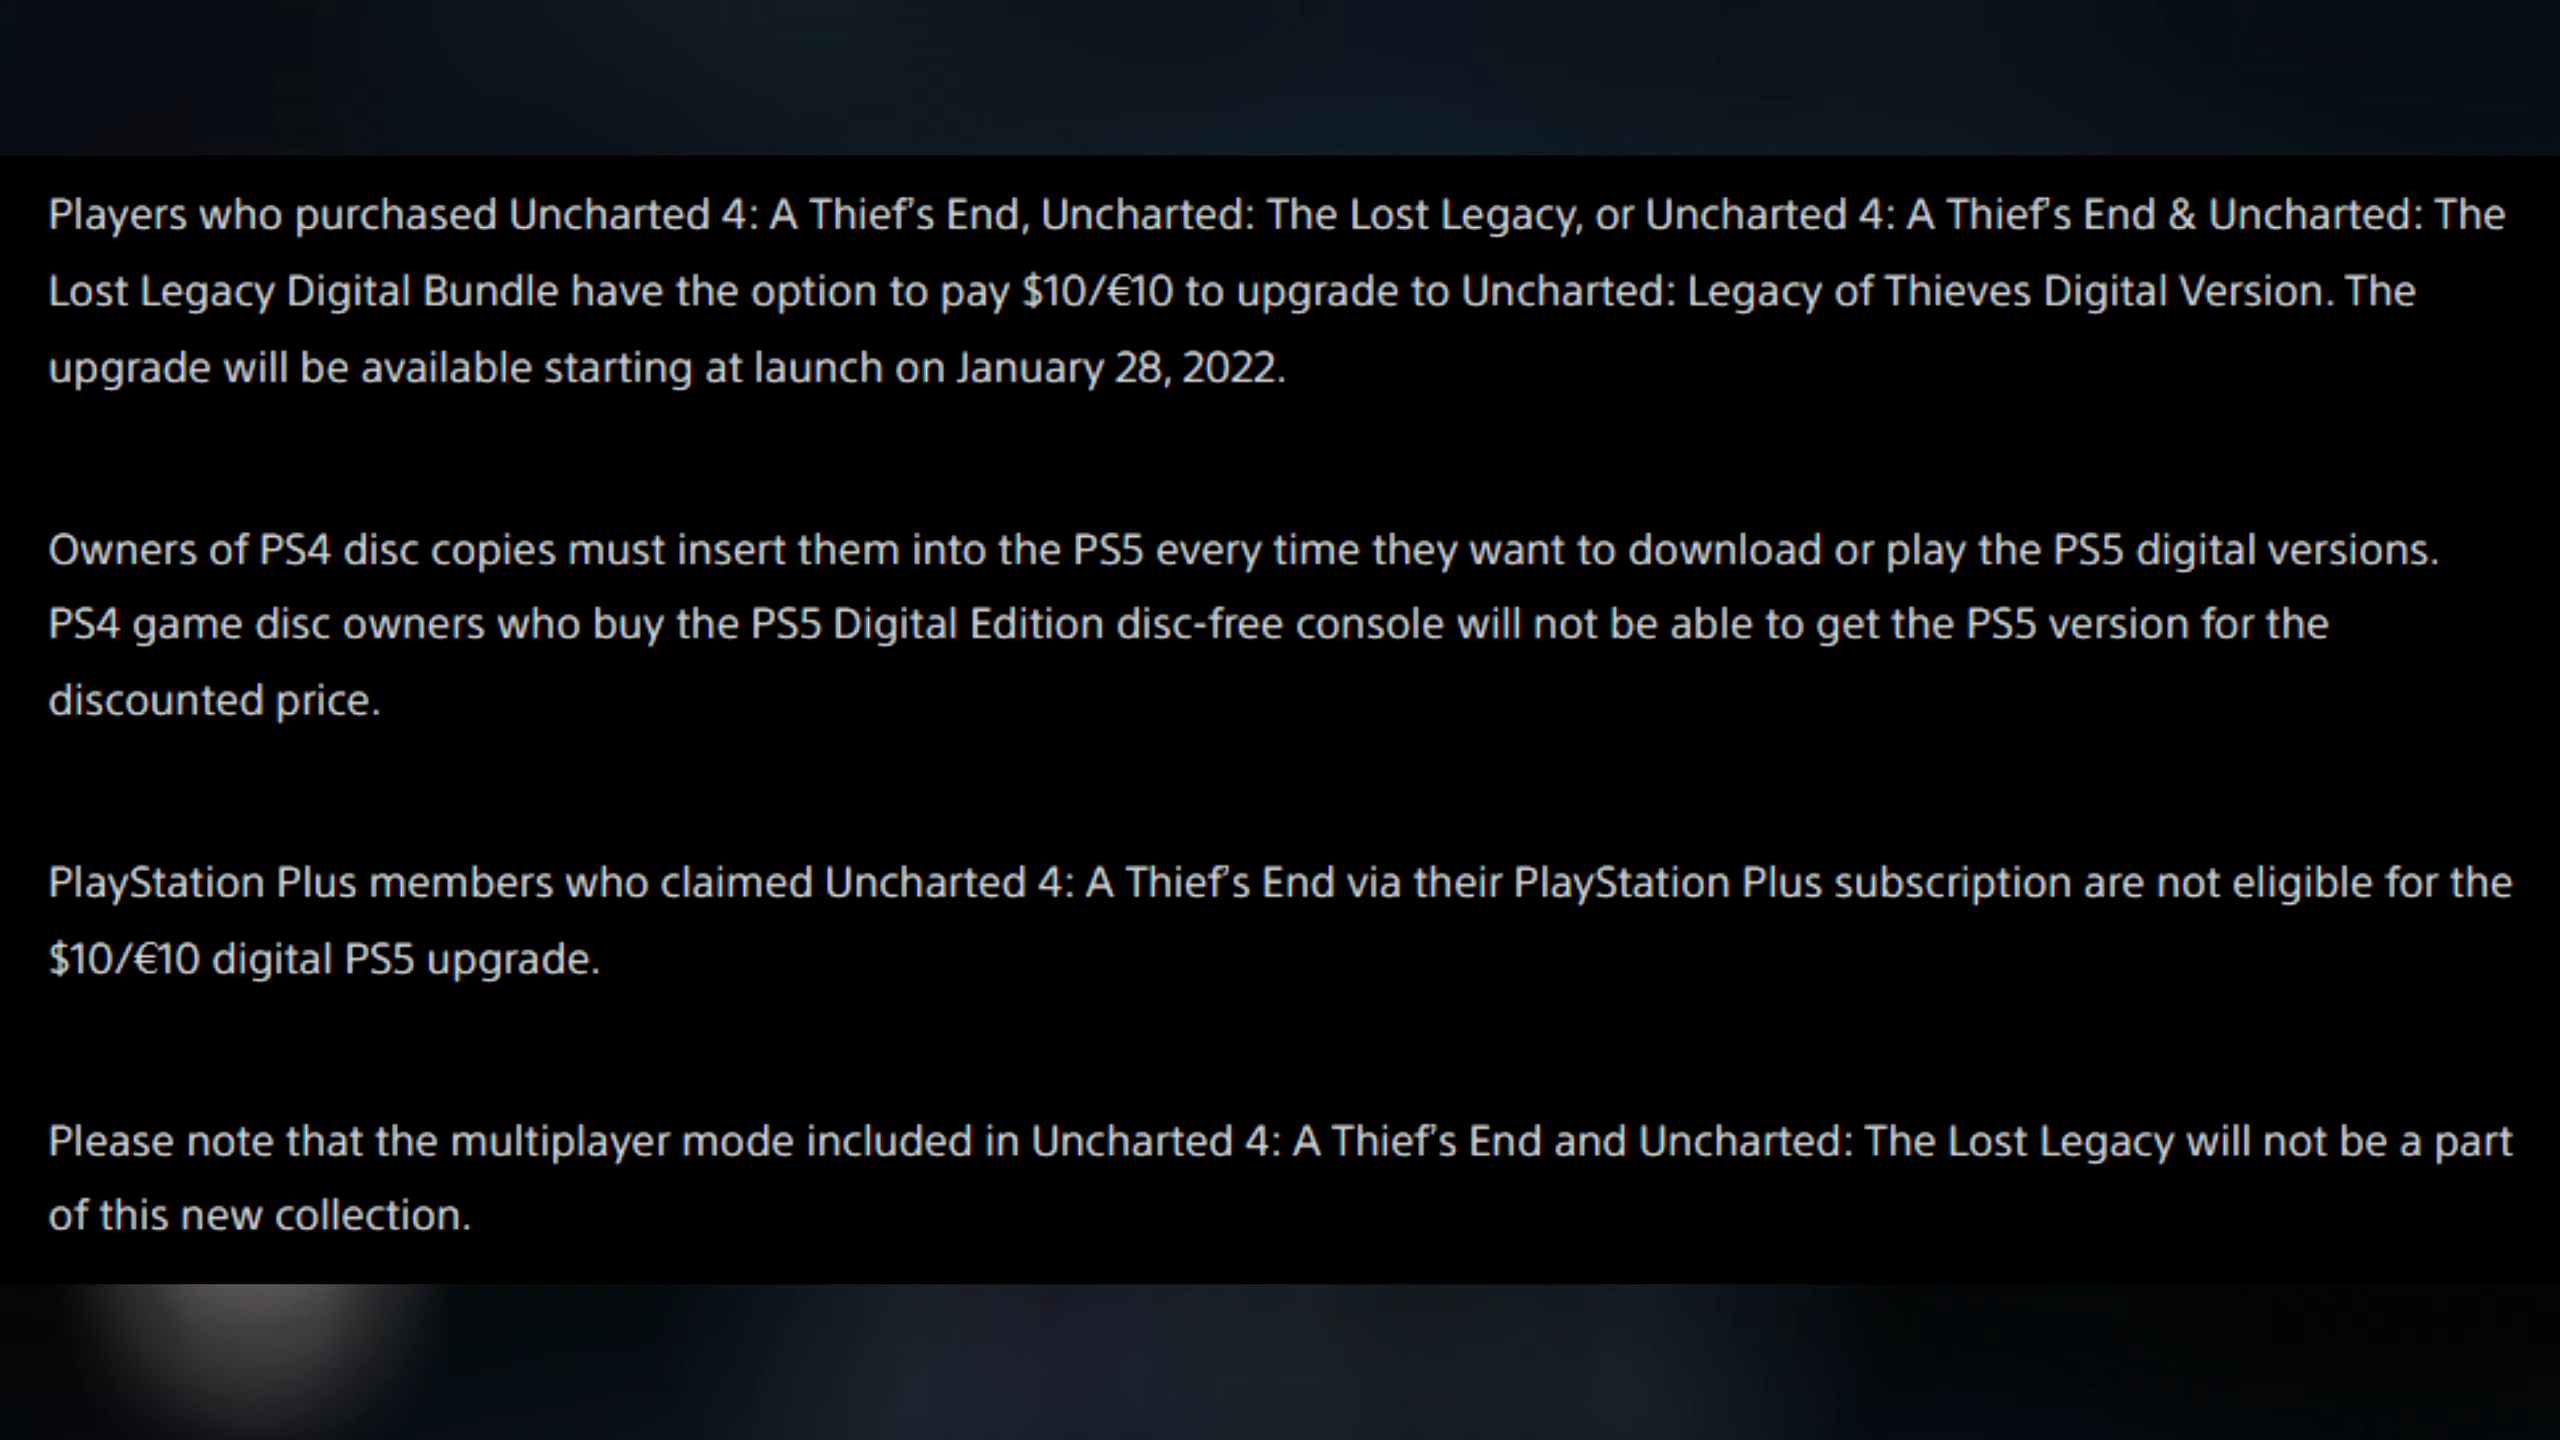 Players who purchased Uncharted 4: A Thief's End, Uncharted: The Lost Legacy, or Uncharted 4: A Thief's End & Uncharted: The
Lost Legacy Digital Bundle have the option to pay $10/€10 to upgrade to Uncharted: Legacy of Thieves Digital Version. The
upgrade will be available starting at launch on January 28, 2022.
Owners of PS4 disc copies must insert them into the PS5 every time they want to download or play the PS5 digital versions.
PS4 game disc owners who buy the PS5 Digital Edition disc-free console will not be able to get the PS5 version for the
discounted price.
PlayStation Plus members who claimed Uncharted 4: A Thief's End via their PlayStation Plus subscription are not eligible for the
$10/€10 digital PS5 upgrade.
Please note that the multiplayer mode included in Uncharted 4: A Thief's End and Uncharted: The Lost Legacy will not be a part
of this new collection.